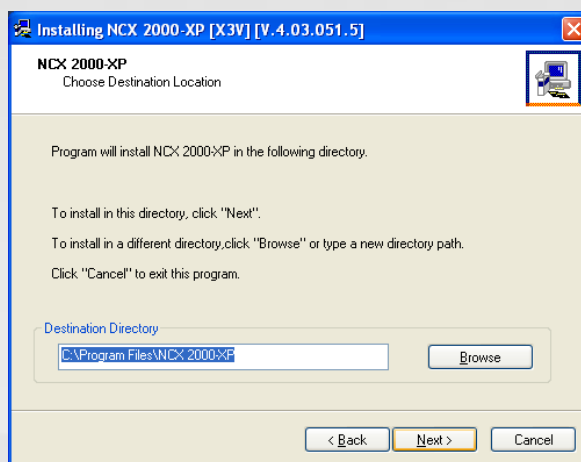 Installing NCX 2000-XP [X3V] [V.4.03.051.5]
NCX 2000-XP
Choose Destination Location
Program will install NCX 2000-XP in the following directory.
To install in this directory, click "Next".
To install in a different directory,click "Browse" or type a new directory path.
Click "Cancel" to exit this program.
Destination Directory
C:\Program Files\NCX 2000-XP
Browse
< Back
Next >
Cancel